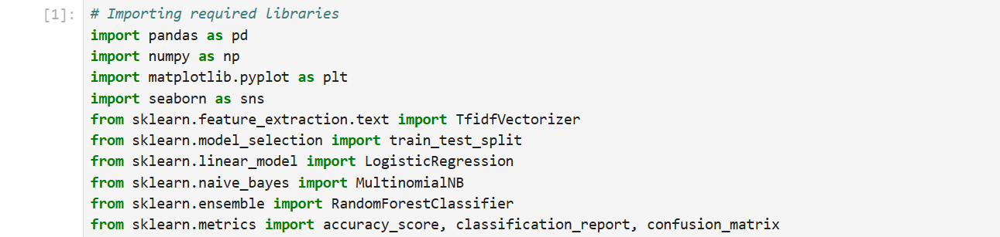 [1]: # Importing required libraries
import pandas as pd
import numpy as np
import matplotlib.pyplot as plt
import seaborn as sns
from sklearn.feature_extraction.text import TfidfVectorizer
from sklearn.model_selection import train_test_split
from sklearn.linear_model import LogisticRegression
from sklearn.naive_bayes import MultinomialNB
from sklearn.ensemble import RandomForestClassifier
from sklearn.metrics import accuracy_score, classification_report, confusion_matrix